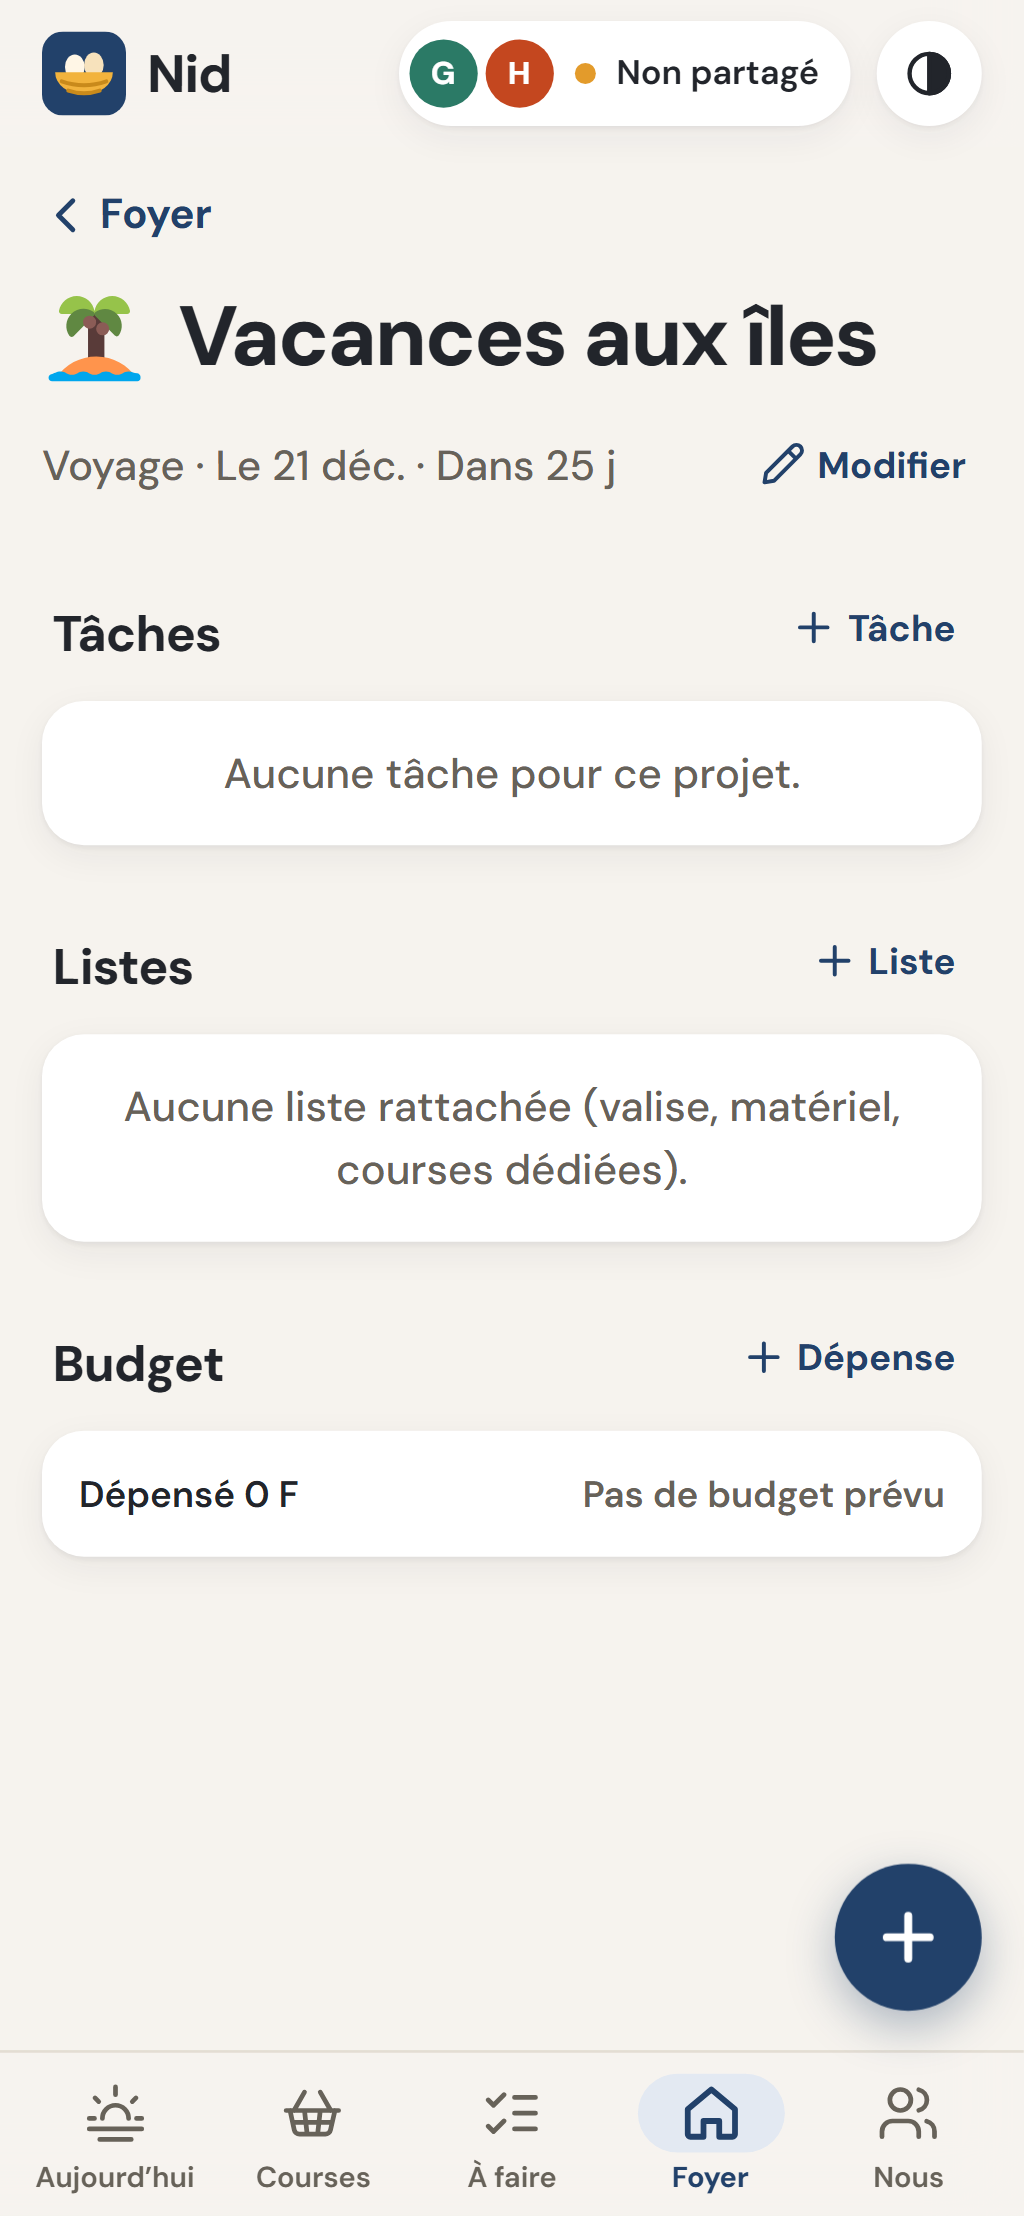 Nid
G H Non partagé
Foyer
Vacances aux îles
Voyage · Le 21 déc. · Dans 25 j
Modifier
Tâches
+ Tâche
Aucune tâche pour ce projet.
Listes
+ Liste
Aucune liste rattachée (valise, matériel,
courses dédiées).
Budget
+ Dépense
Dépensé 0 F
Pas de budget prévu
Aujourd’hui
Courses
À faire
Foyer
Nous